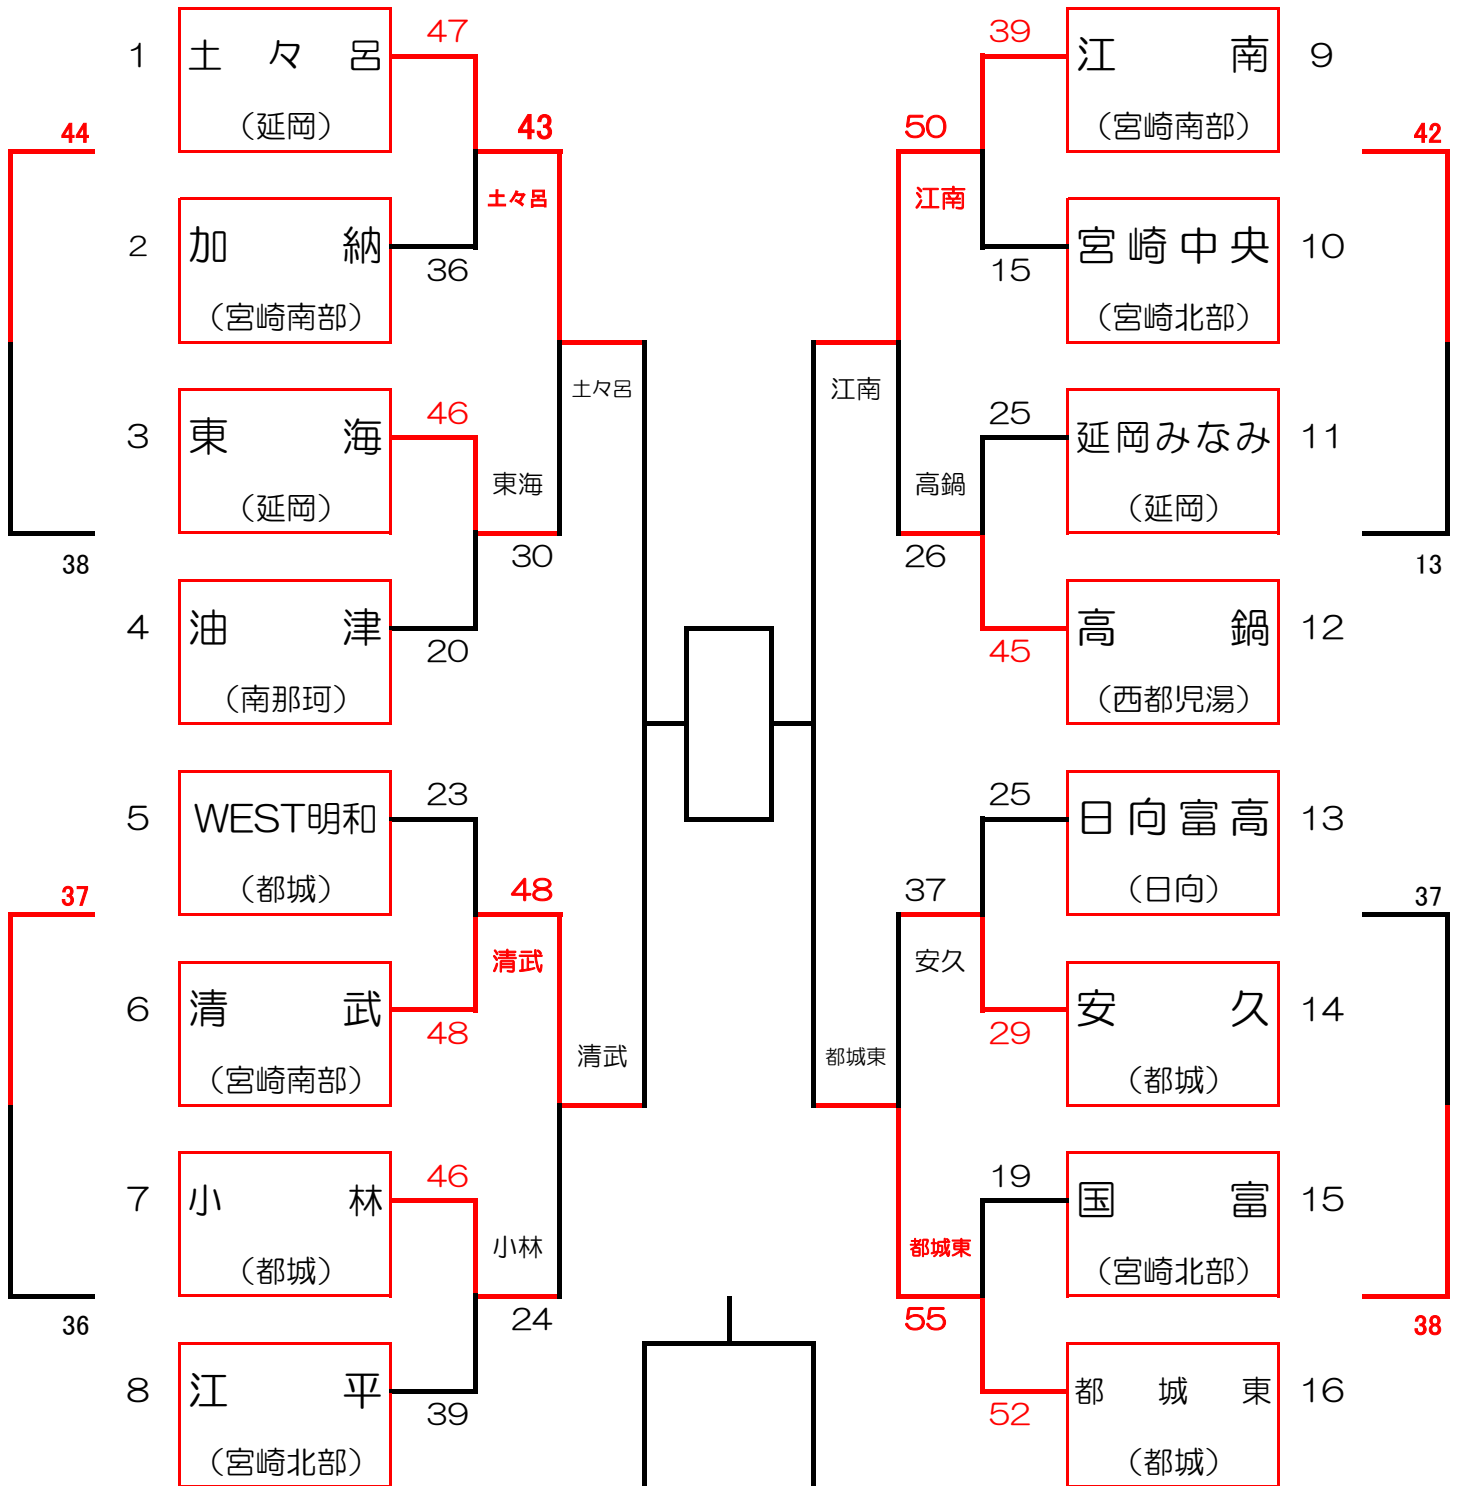 47
39
1
土々呂
江南
9
(延岡)
(宮崎南部)
44
43
50
42
土々呂
江南
2
加納
宮崎中央
10
36
15
(宮崎南部)
(宮崎北部)
土々呂
江南
46
25
3
東海
延岡みなみ
11
東海
高鍋
(延岡)
(延岡)
38
30
26
13
4
油津
高鍋
12
20
45
(南那珂)
(西都児湯)
23
25
5
WEST明和
日向富高
13
(都城)
(日向)
37
48
37
37
清武
安久
6
清武
安久
14
48
29
清武
都城東
(宮崎南部)
(都城)
46
19
7
小林
国富
15
小林
都城東
(都城)
(宮崎北部)
36
24
55
38
8
江平
都城東
16
39
52
(宮崎北部)
(都城)